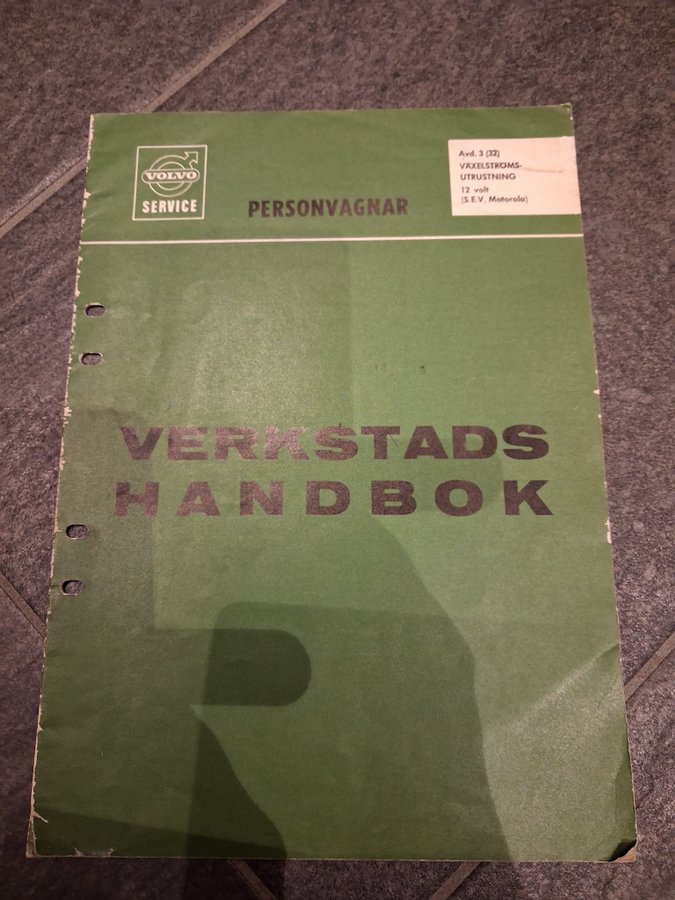 VOLVO
SERVICE
PERSONVAGNAR
Avd. 3 (32)
VÄXELSTRÖMS-
UTRUSTNING
12 volt
(S.E.V. Motorola)
VERKSTADS
HANDBOK